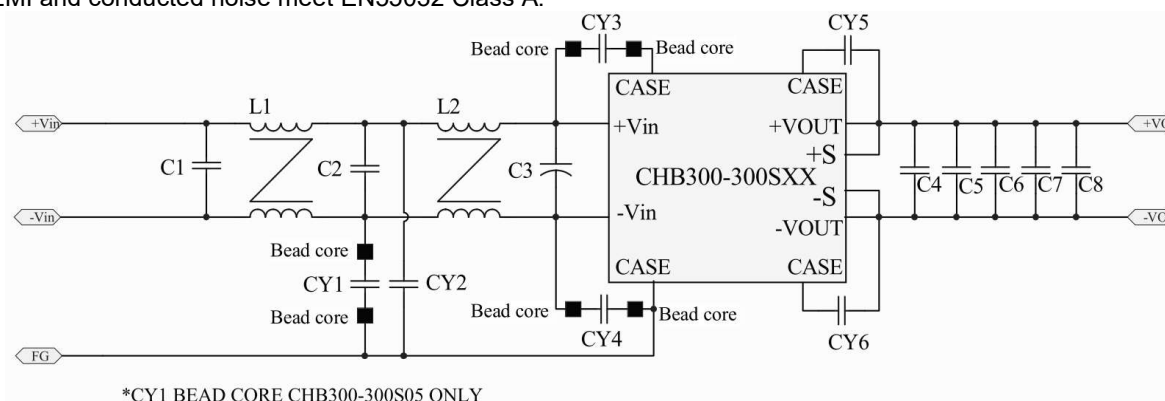 EMI and conducted noise meet EN55032 Class A.
CY3 CY5
Bead core Bead core
CASE CASE
L1 L2
+Vin +Vin +VOUT
+S
C1 C2 C3 CHB300-300SXX C4 C5 C6 C7 C8
-S
-Vin -Vin -VOUT
Bead core CASE CASE
CY1 CY2
Bead core Bead core Bead core
CY4 CY6
FG
*CY1 BEAD CORE CHB300-300S05 ONLY